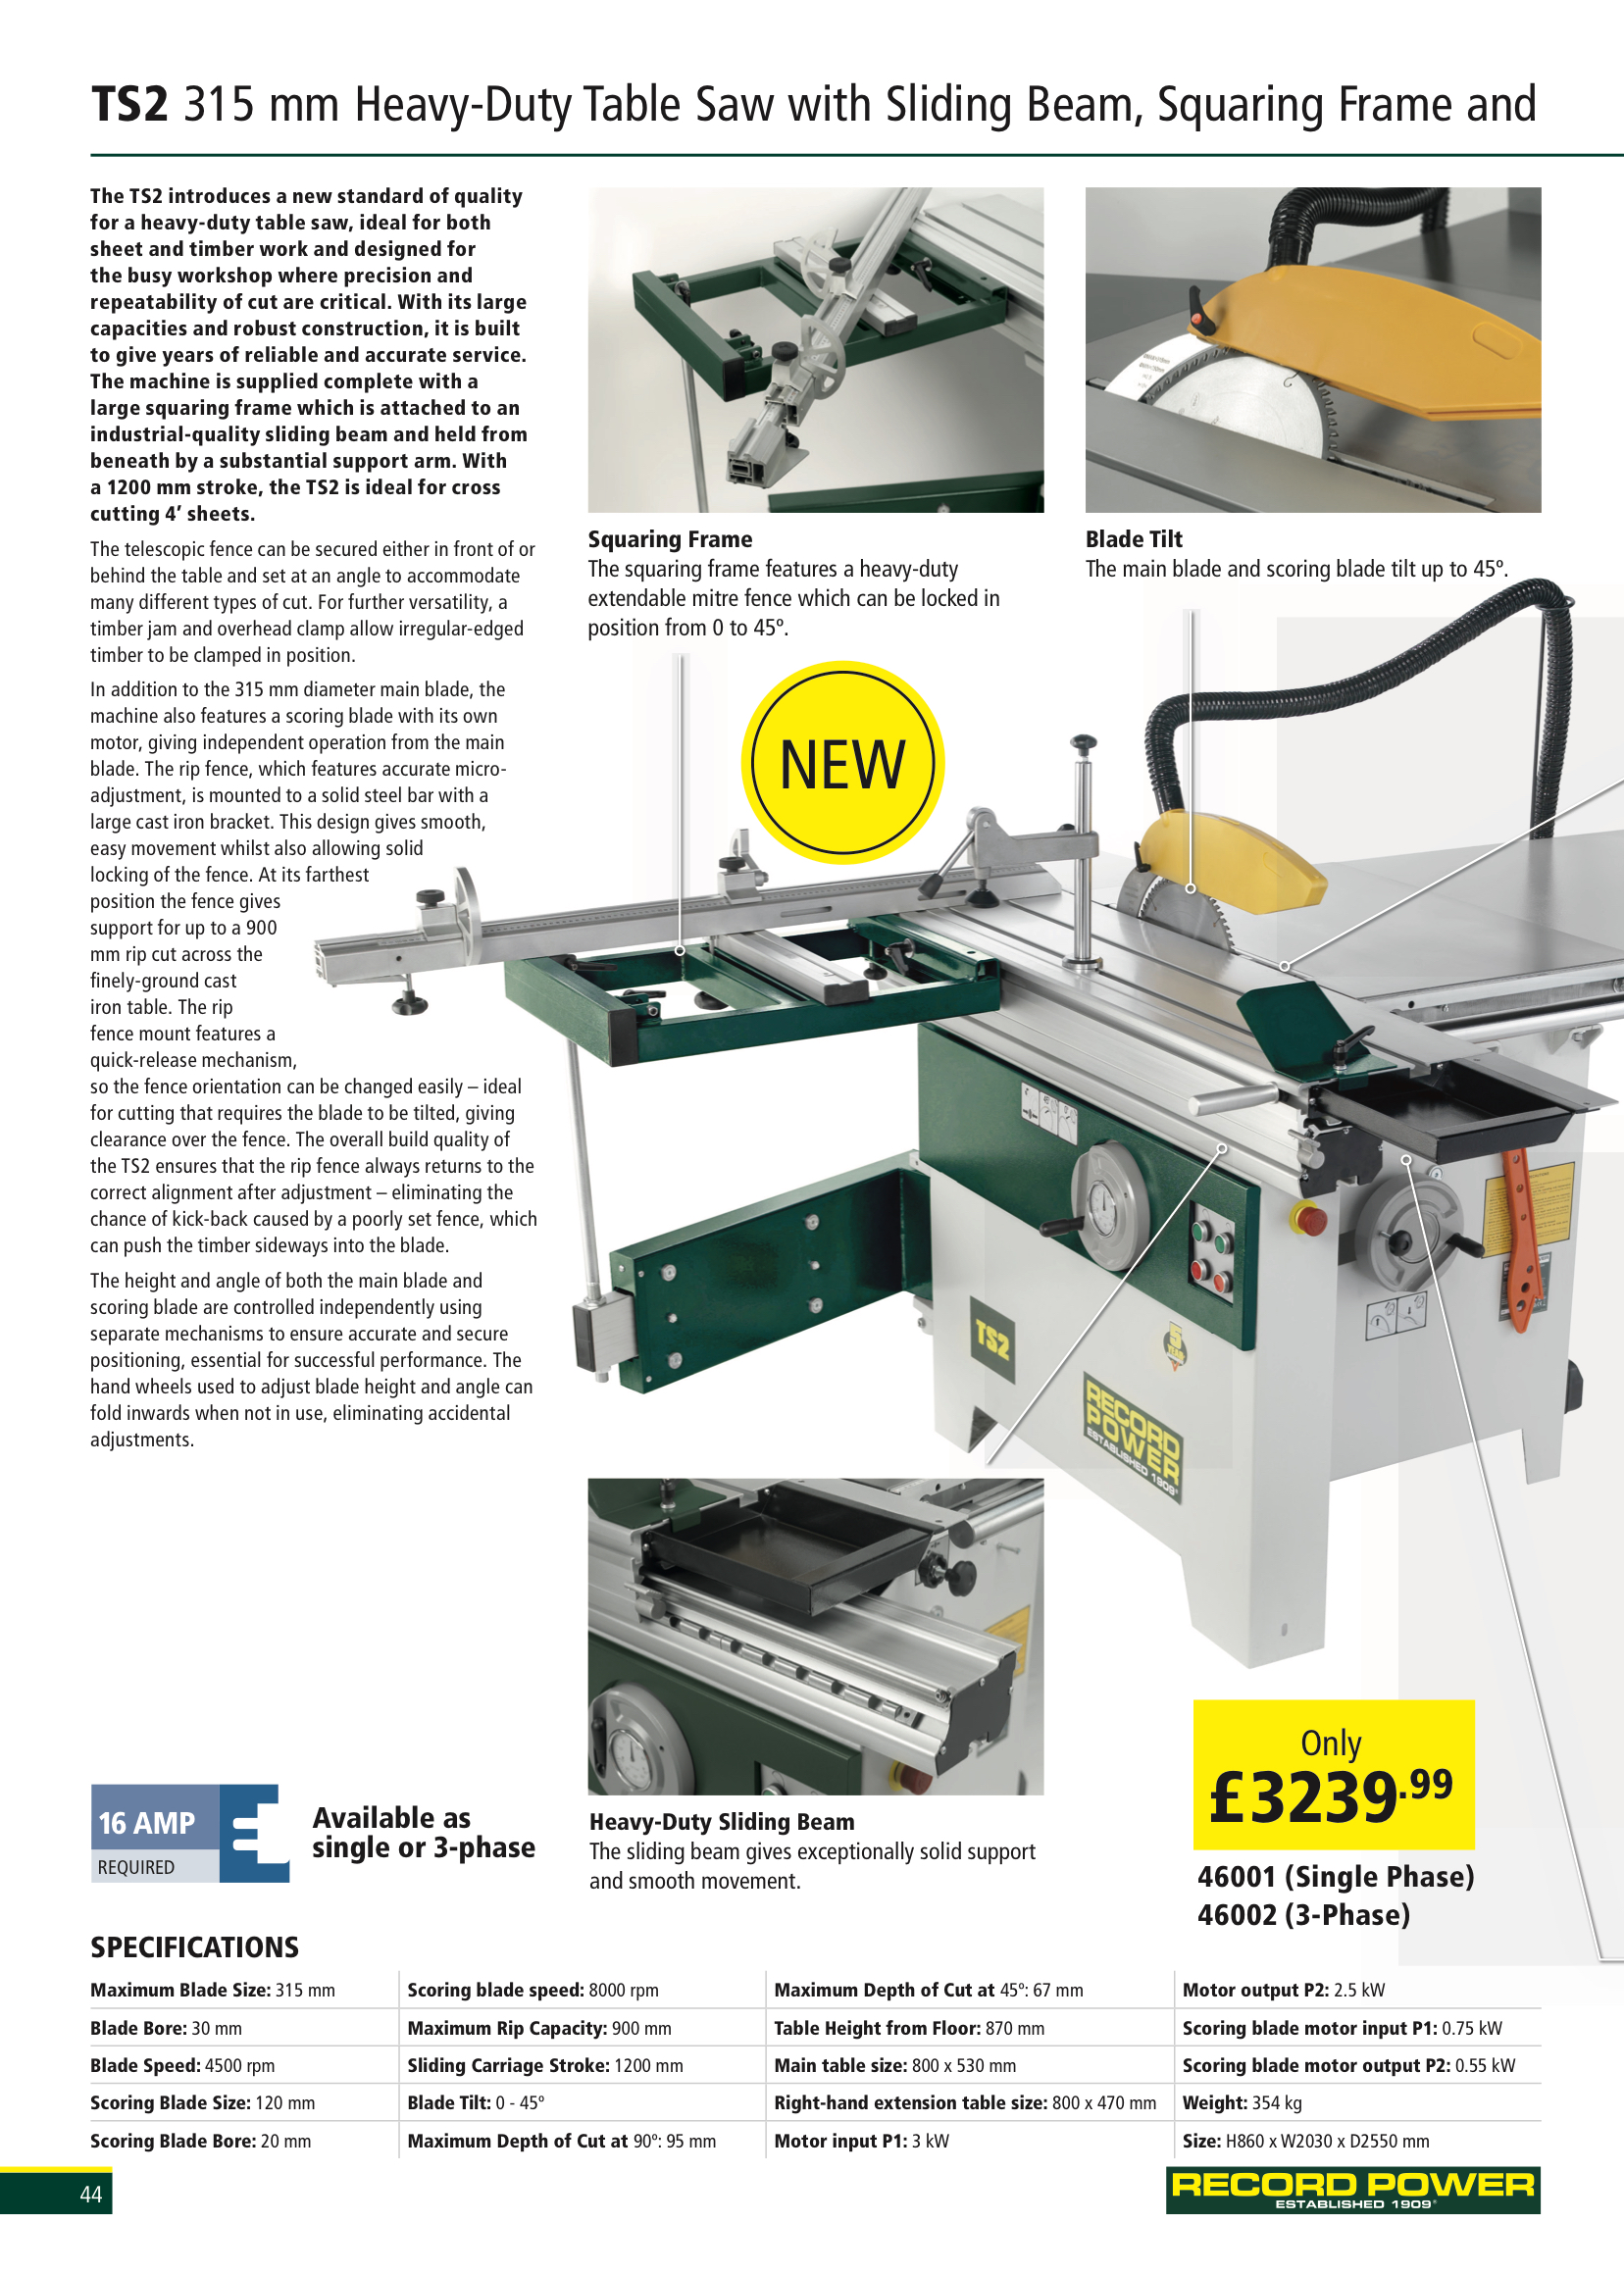 TS2 315 mm Heavy-Duty Table Saw with Sliding Beam, Squaring Frame and
The TS2 introduces a new standard of quality
for a heavy-duty table saw, ideal for both
sheet and timber work and designed for
the busy workshop where precision and
repeatability of cut are critical. With its large
capacities and robust construction, it is built
to give years of reliable and accurate service.
The machine is supplied complete with a
large squaring frame which is attached to an
industrial-quality sliding beam and held from
beneath by a substantial support arm. With
a 1200 mm stroke, the TS2 is ideal for cross
cutting 4’ sheets.
The telescopic fence can be secured either in front of or
behind the table and set at an angle to accommodate
many different types of cut. For further versatility, a
timber jam and overhead clamp allow irregular-edged
timber to be clamped in position.
In addition to the 315 mm diameter main blade, the
machine also features a scoring blade with its own
motor, giving independent operation from the main
blade. The rip fence, which features accurate micro-
adjustment, is mounted to a solid steel bar with a
large cast iron bracket. This design gives smooth,
easy movement whilst also allowing solid
locking of the fence. At its farthest
position the fence gives
support for up to a 900
mm rip cut across the
finely-ground cast
iron table. The rip
fence mount features a
quick-release mechanism,
so the fence orientation can be changed easily – ideal
for cutting that requires the blade to be tilted, giving
clearance over the fence. The overall build quality of
the TS2 ensures that the rip fence always returns to the
correct alignment after adjustment – eliminating the
chance of kick-back caused by a poorly set fence, which
can push the timber sideways into the blade.
The height and angle of both the main blade and
scoring blade are controlled independently using
separate mechanisms to ensure accurate and secure
positioning, essential for successful performance. The
hand wheels used to adjust blade height and angle can
fold inwards when not in use, eliminating accidental
adjustments.
Squaring Frame
The squaring frame features a heavy-duty
extendable mitre fence which can be locked in
position from 0 to 45º.
Blade Tilt
The main blade and scoring blade tilt up to 45º.
NEW
TS2
5
YEAR
RECORD
POWER
ESTABLISHED 1909®
16 AMP
REQUIRED
Available as
single or 3-phase
Heavy-Duty Sliding Beam
The sliding beam gives exceptionally solid support
and smooth movement.
Only
£3239.99
46001 (Single Phase)
46002 (3-Phase)
SPECIFICATIONS
Maximum Blade Size: 315 mm
Blade Bore: 30 mm
Blade Speed: 4500 rpm
Scoring Blade Size: 120 mm
Scoring Blade Bore: 20 mm
Scoring blade speed: 8000 rpm
Maximum Rip Capacity: 900 mm
Sliding Carriage Stroke: 1200 mm
Blade Tilt: 0 - 45º
Maximum Depth of Cut at 90º: 95 mm
Maximum Depth of Cut at 45º: 67 mm
Table Height from Floor: 870 mm
Main table size: 800 x 530 mm
Right-hand extension table size: 800 x 470 mm
Motor input P1: 3 kW
Motor output P2: 2.5 kW
Scoring blade motor input P1: 0.75 kW
Scoring blade motor output P2: 0.55 kW
Weight: 354 kg
Size: H860 x W2030 x D2550 mm
44
RECORD POWER
ESTABLISHED 1909®